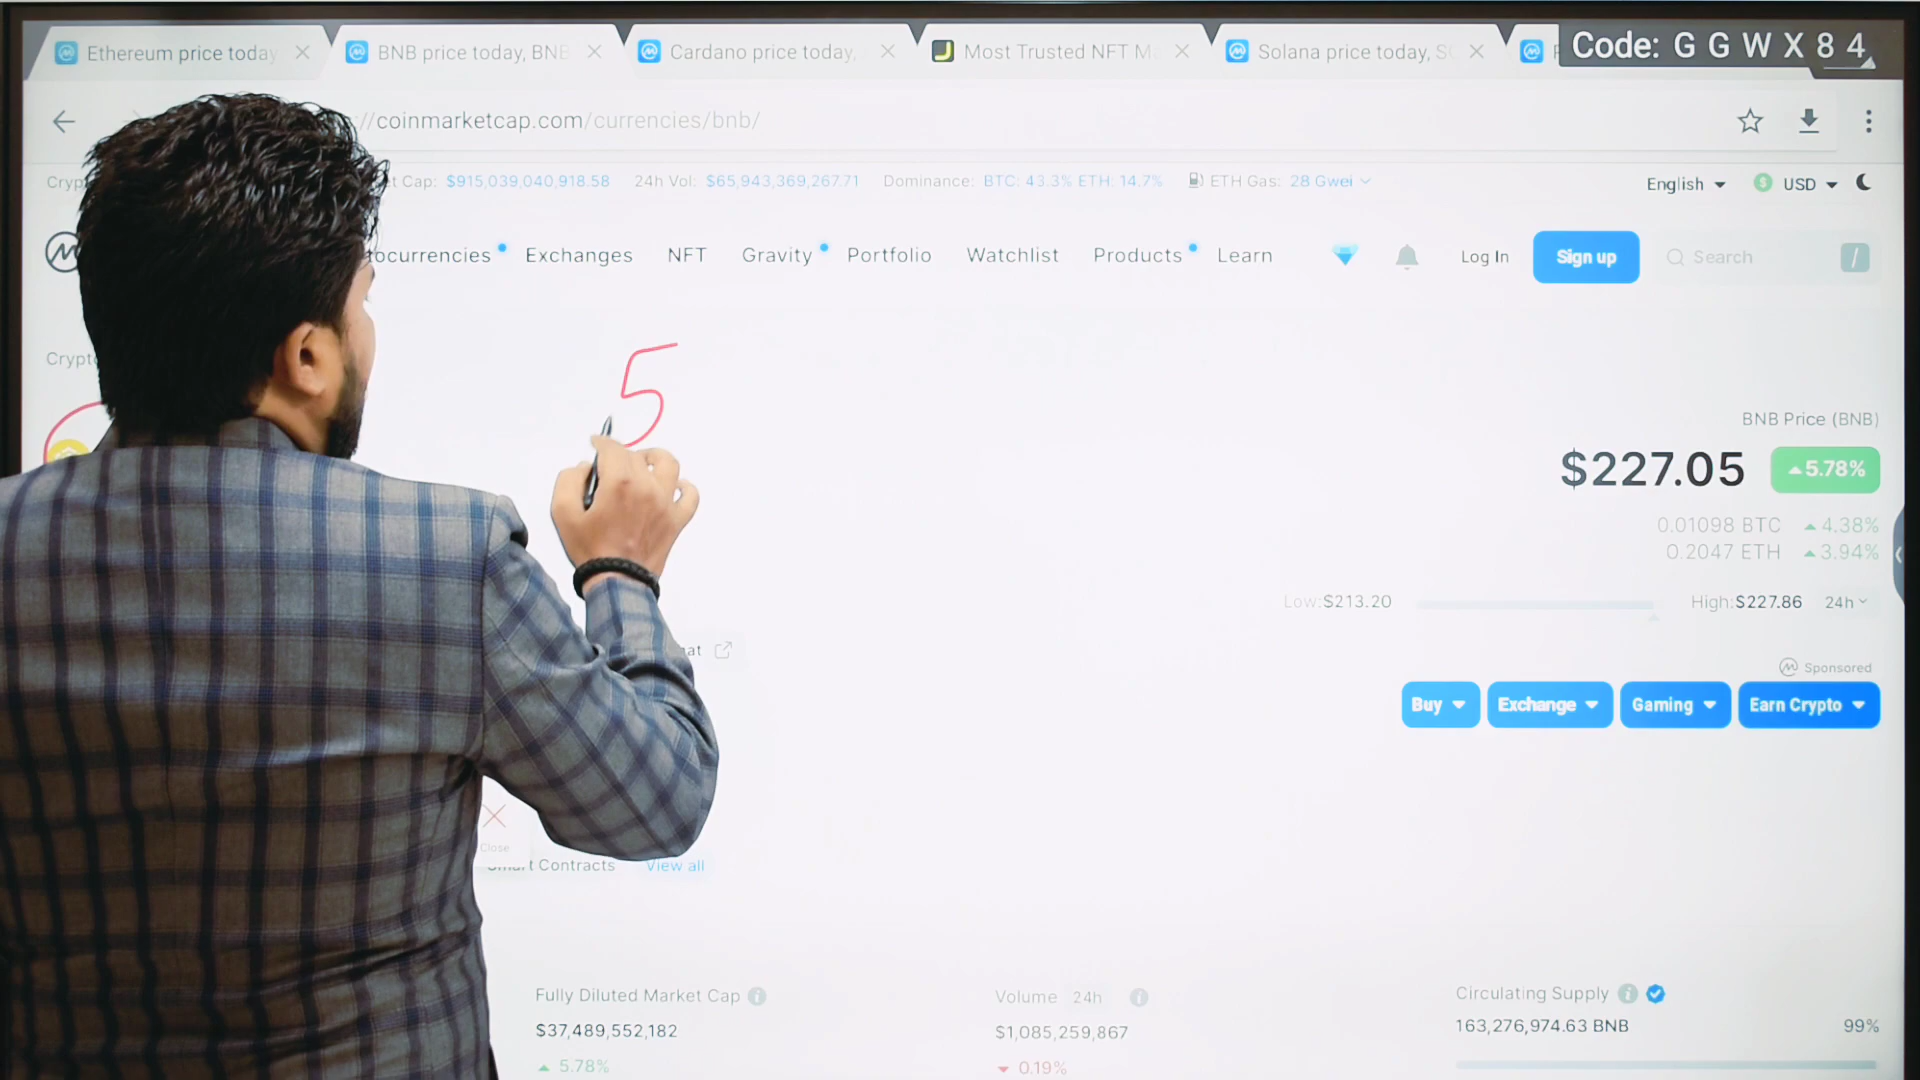 Ethereum price today
BNB price today, BNB
Cardano price today,
Most Trusted NFT M
Solana price today, S
Code: G G W X 8 4
//coinmarketcap.com/currencies/bnb/
Cap: $915,039,040,918.58 24h Vol: $65,943,369,267.71 Dominance: BTC: 43.3% ETH: 14.7% ETH Gas: 28 Gwei
English USD
tocurrencies Exchanges NFT Gravity Portfolio Watchlist Products Learn Log In Sign up Search /
5
BNB Price (BNB)
$227.05 5.78%
0.01098 BTC 4.38%
0.2047 ETH 3.94%
Low:$213.20 High:$227.86 24h
Sponsored
Buy Exchange Gaming Earn Crypto
Close
Smart Contracts View all
Fully Diluted Market Cap
$37,489,552,182
5.78%
Volume 24h
$1,085,259,867
0.19%
Circulating Supply
163,276,974.63 BNB 99%